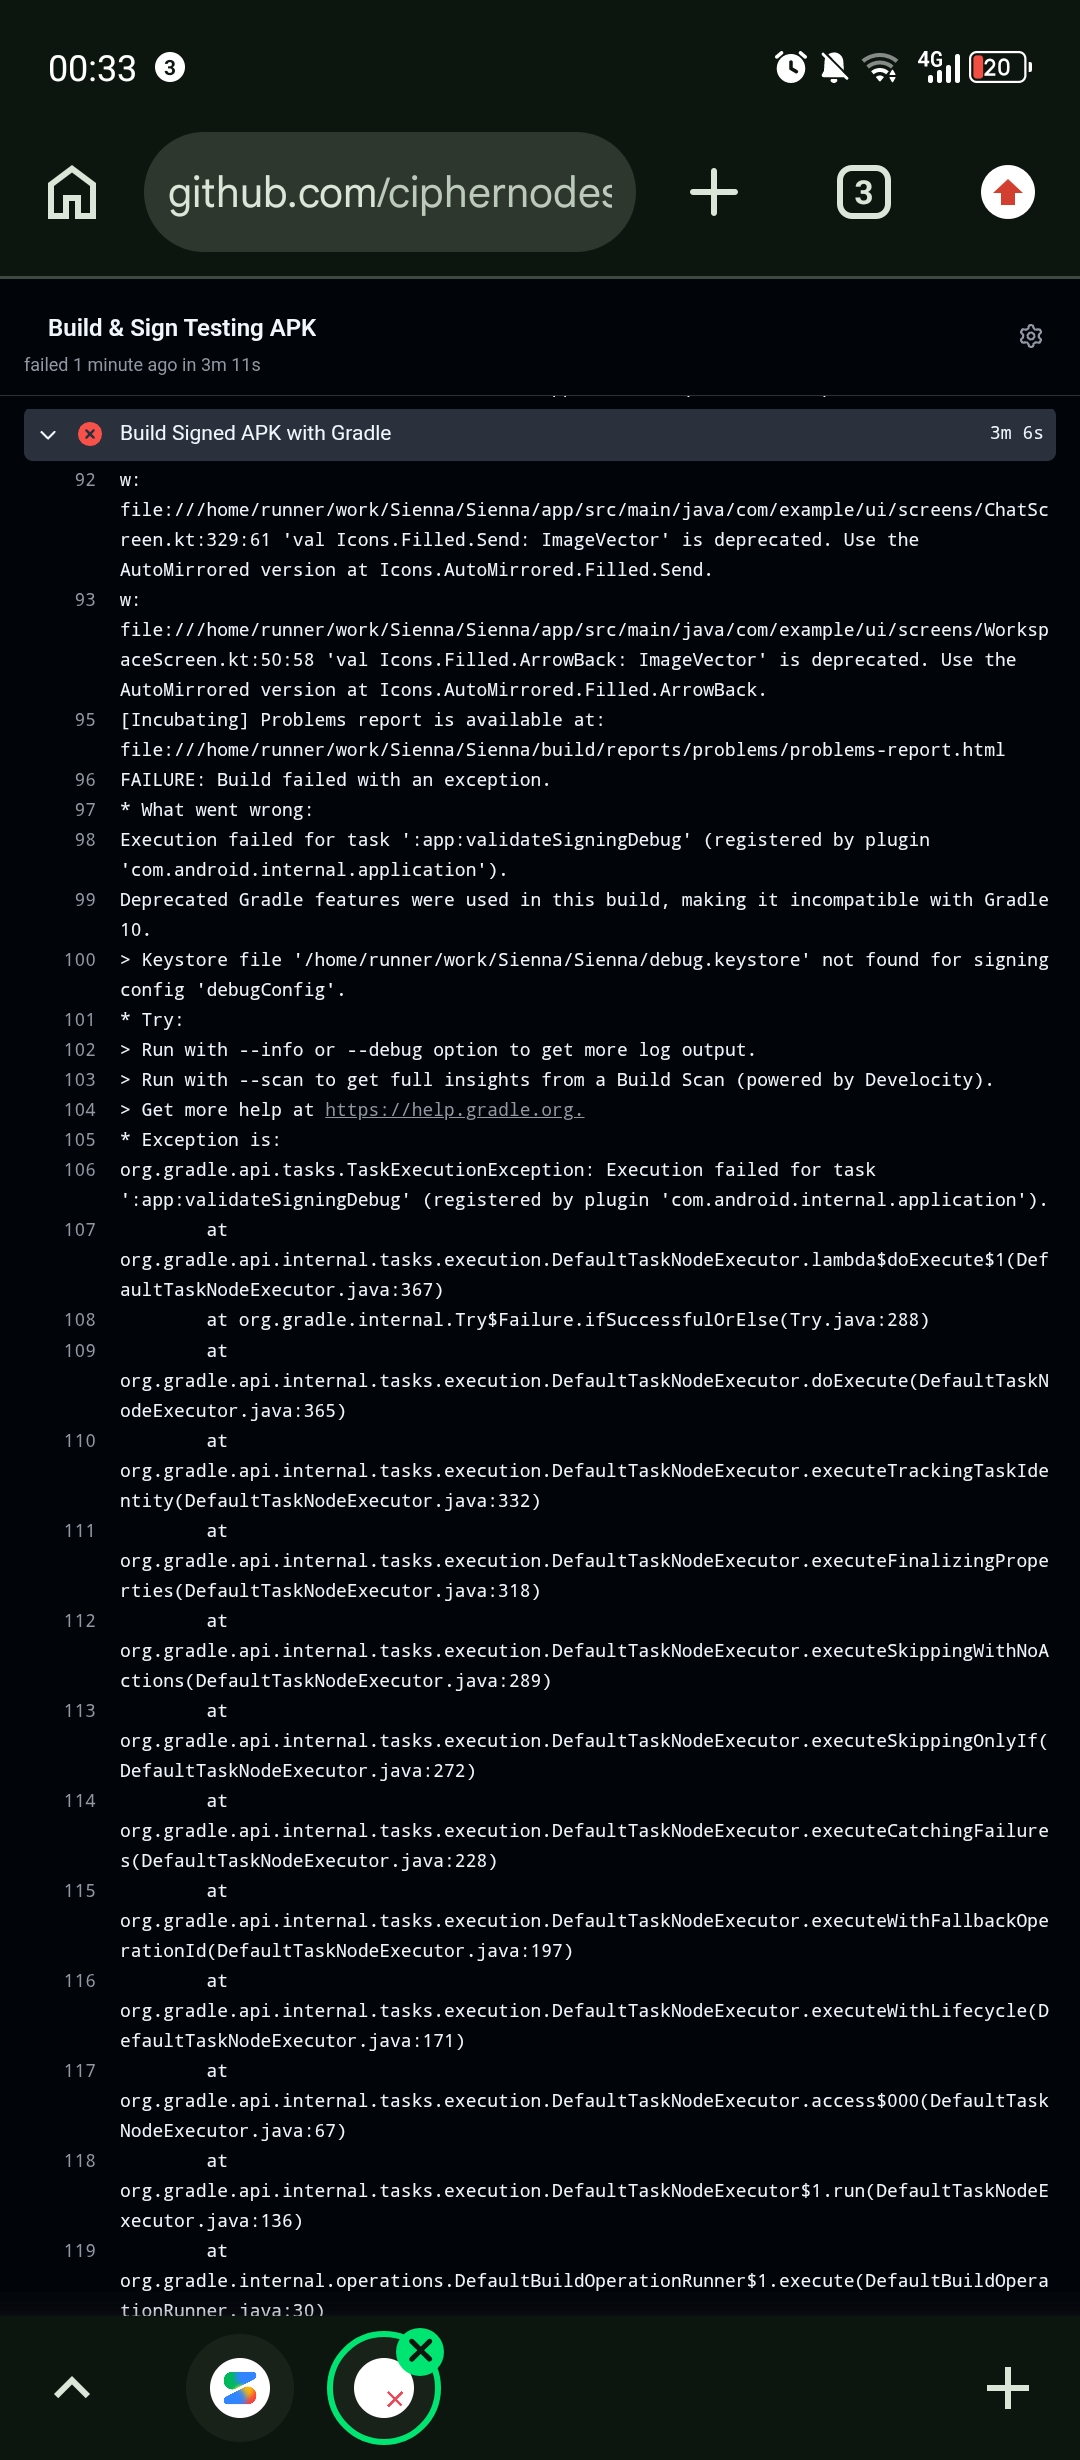 00:33 3 4G 20
github.com/ciphernodes 3
Build & Sign Testing APK
failed 1 minute ago in 3m 11s
Build Signed APK with Gradle 3m 6s
92 w:
file:///home/runner/work/Sienna/Sienna/app/src/main/java/com/example/ui/screens/ChatSc
reen.kt:329:61 'val Icons.Filled.Send: ImageVector' is deprecated. Use the
AutoMirrored version at Icons.AutoMirrored.Filled.Send.
93 w:
file:///home/runner/work/Sienna/Sienna/app/src/main/java/com/example/ui/screens/Worksp
aceScreen.kt:50:58 'val Icons.Filled.ArrowBack: ImageVector' is deprecated. Use the
AutoMirrored version at Icons.AutoMirrored.Filled.ArrowBack.
95 [Incubating] Problems report is available at:
file:///home/runner/work/Sienna/Sienna/build/reports/problems/problems-report.html
96 FAILURE: Build failed with an exception.
97 * What went wrong:
98 Execution failed for task ':app:validateSigningDebug' (registered by plugin
'com.android.internal.application').
99 Deprecated Gradle features were used in this build, making it incompatible with Gradle
10.
100 > Keystore file '/home/runner/work/Sienna/Sienna/debug.keystore' not found for signing
config 'debugConfig'.
101 * Try:
102 > Run with --info or --debug option to get more log output.
103 > Run with --scan to get full insights from a Build Scan (powered by Develocity).
104 > Get more help at https://help.gradle.org.
105 * Exception is:
106 org.gradle.api.tasks.TaskExecutionException: Execution failed for task
':app:validateSigningDebug' (registered by plugin 'com.android.internal.application').
107 at
org.gradle.api.internal.tasks.execution.DefaultTaskNodeExecutor.lambda$doExecute$1(Def
aultTaskNodeExecutor.java:367)
108 at org.gradle.internal.Try$Failure.ifSuccessfulOrElse(Try.java:288)
109 at
org.gradle.api.internal.tasks.execution.DefaultTaskNodeExecutor.doExecute(DefaultTaskN
odeExecutor.java:365)
110 at
org.gradle.api.internal.tasks.execution.DefaultTaskNodeExecutor.executeTrackingTaskIde
ntity(DefaultTaskNodeExecutor.java:332)
111 at
org.gradle.api.internal.tasks.execution.DefaultTaskNodeExecutor.executeFinalizingPrope
rties(DefaultTaskNodeExecutor.java:318)
112 at
org.gradle.api.internal.tasks.execution.DefaultTaskNodeExecutor.executeSkippingWithNoA
ctions(DefaultTaskNodeExecutor.java:289)
113 at
org.gradle.api.internal.tasks.execution.DefaultTaskNodeExecutor.executeSkippingOnlyIf(
DefaultTaskNodeExecutor.java:272)
114 at
org.gradle.api.internal.tasks.execution.DefaultTaskNodeExecutor.executeCatchingFailure
s(DefaultTaskNodeExecutor.java:228)
115 at
org.gradle.api.internal.tasks.execution.DefaultTaskNodeExecutor.executeWithFallbackOpe
rationId(DefaultTaskNodeExecutor.java:197)
116 at
org.gradle.api.internal.tasks.execution.DefaultTaskNodeExecutor.executeWithLifecycle(D
efaultTaskNodeExecutor.java:171)
117 at
org.gradle.api.internal.tasks.execution.DefaultTaskNodeExecutor.access$000(DefaultTask
NodeExecutor.java:67)
118 at
org.gradle.api.internal.tasks.execution.DefaultTaskNodeExecutor$1.run(DefaultTaskNodeE
xecutor.java:136)
119 at
org.gradle.internal.operations.DefaultBuildOperationRunner$1.execute(DefaultBuildOpera
tionRunner.java:30)